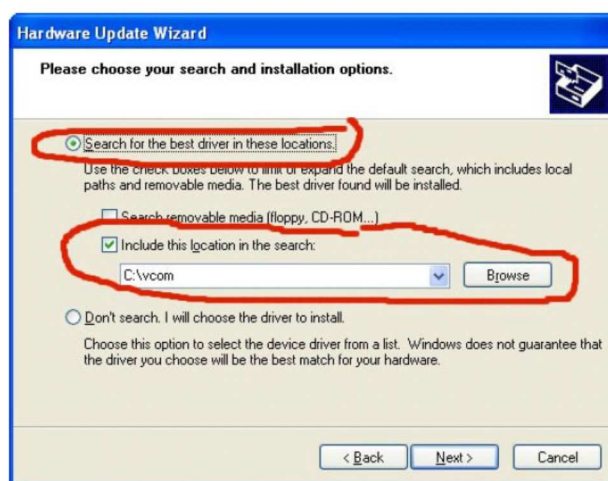 Hardware Update Wizard
Please choose your search and installation options.
Search for the best driver in these locations.
Use the check boxes below to limit or expand the default search, which includes local
paths and removable media. The best driver found will be installed.
Search removable media (floppy, CD-ROM...)
Include this location in the search:
C:\vcom
Browse
Don't search. I will choose the driver to install.
Choose this option to select the device driver from a list. Windows does not guarantee that
the driver you choose will be the best match for your hardware.
< Back Next > Cancel